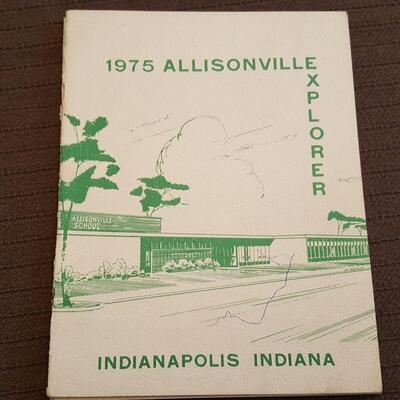 1975 ALLISONVILLE
EXPLORER
ALLISONVILLE
SCHOOL
INDIANAPOLIS INDIANA